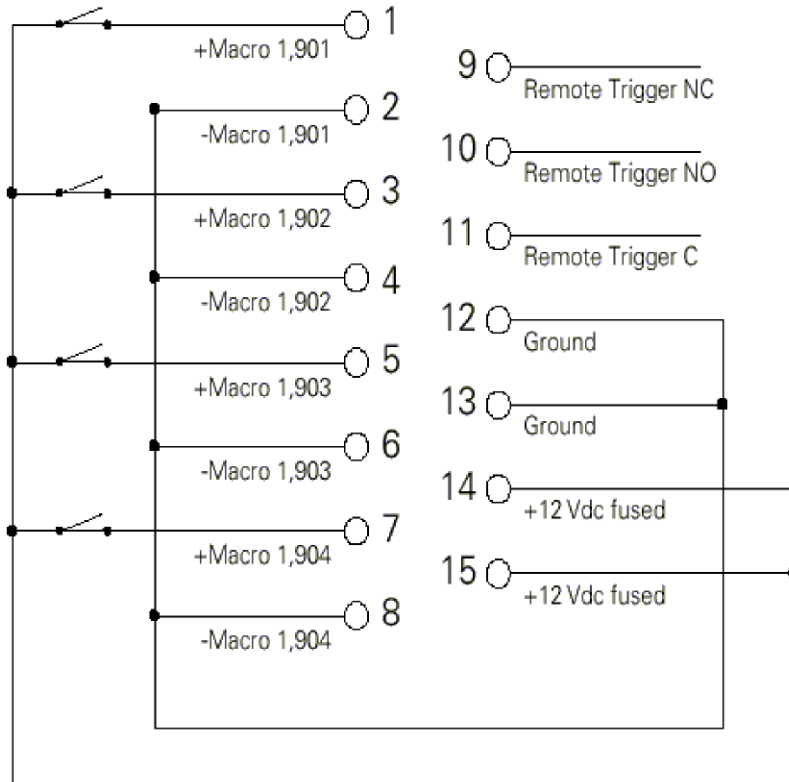 1
+Macro 1,901
2
-Macro 1,901
3
+Macro 1,902
4
-Macro 1,902
5
+Macro 1,903
6
-Macro 1,903
7
+Macro 1,904
8
-Macro 1,904
9
Remote Trigger NC
10
Remote Trigger NO
11
Remote Trigger C
12
Ground
13
Ground
14
+12 Vdc fused
15
+12 Vdc fused